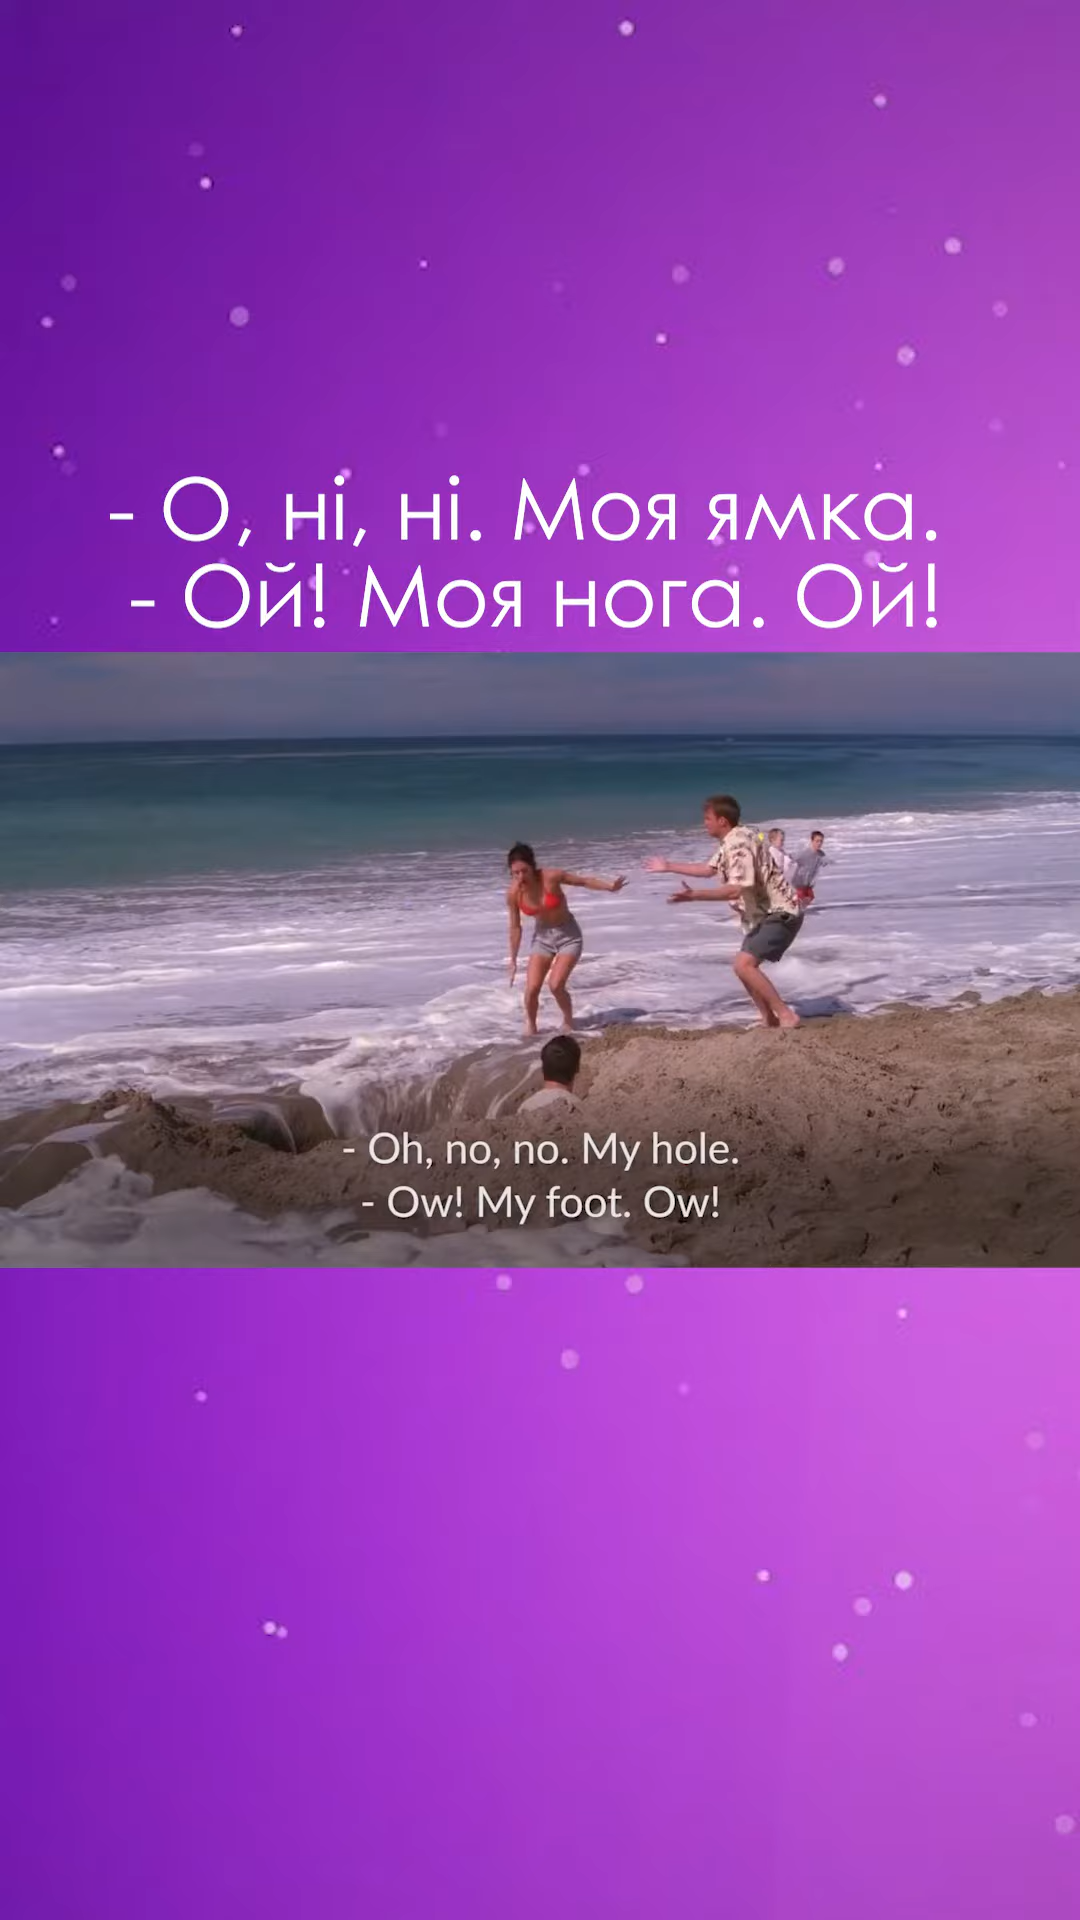 - О, ні, ні. Моя ямка.
- Ой! Моя нога. Ой!
- Oh, no, no. My hole.
- Ow! My foot. Ow!